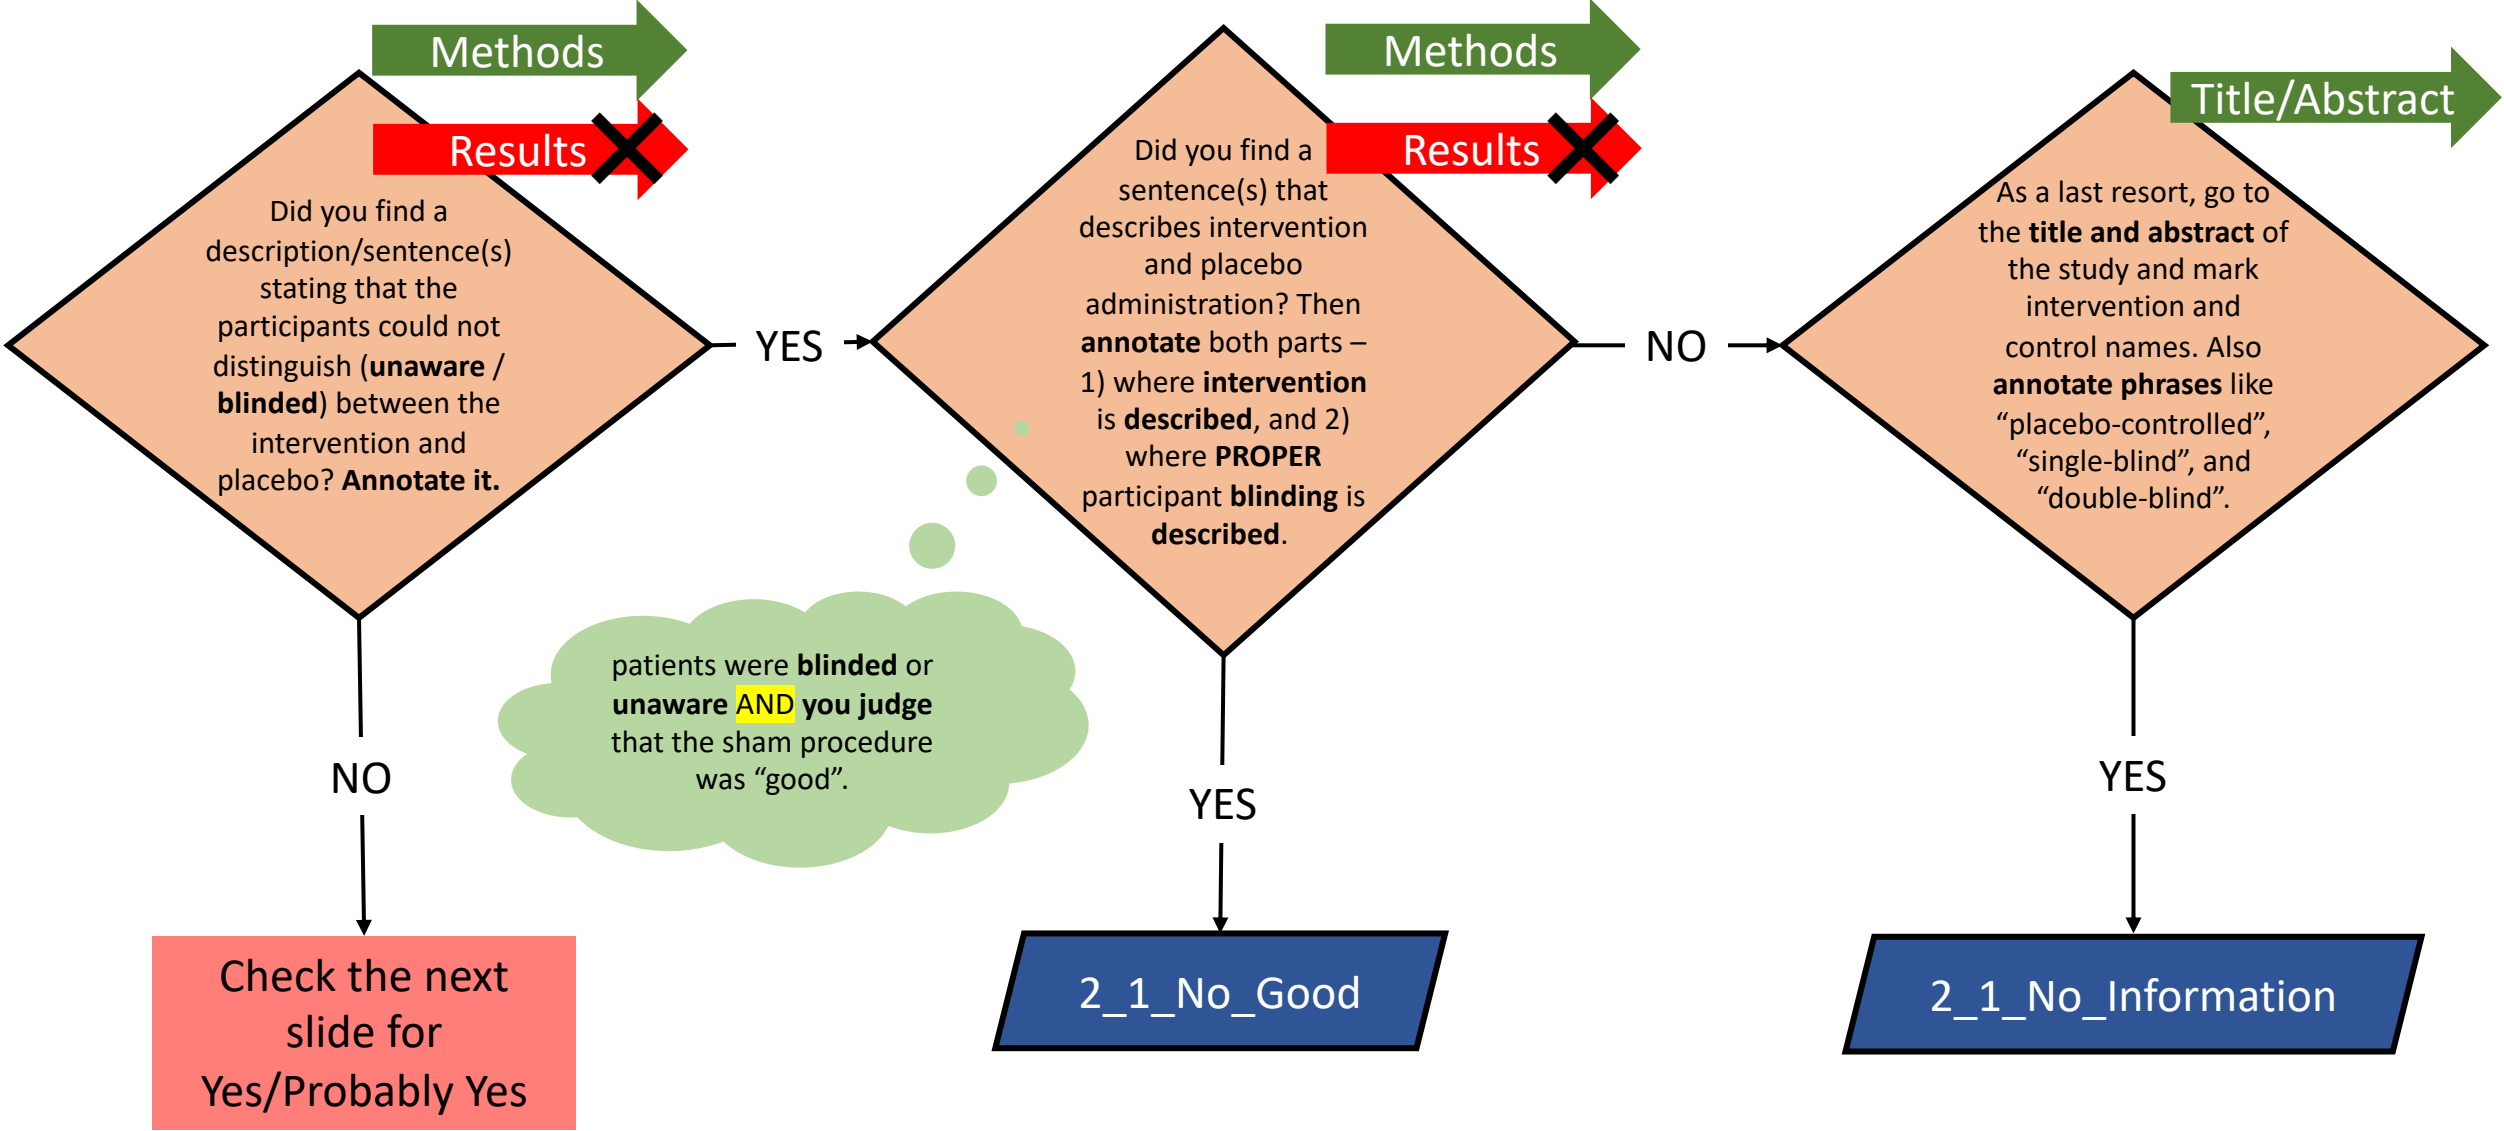 Methods
Results
Did you find a
description/sentence(s)
stating that the
participants could not
distinguish (unaware /
blinded) between the
intervention and
placebo? Annotate it.
YES
NO
Check the next
slide for
Yes/Probably Yes
Methods
Results
Did you find a
sentence(s) that
describes intervention
and placebo
administration? Then
annotate both parts –
1) where intervention
is described, and 2)
where PROPER
participant blinding is
described.
patients were blinded or
unaware AND you judge
that the sham procedure
was “good”.
YES
2_1_No_Good
NO
Title/Abstract
As a last resort, go to
the title and abstract of
the study and mark
intervention and
control names. Also
annotate phrases like
“placebo-controlled”,
“single-blind”, and
“double-blind”.
YES
2_1_No_Information